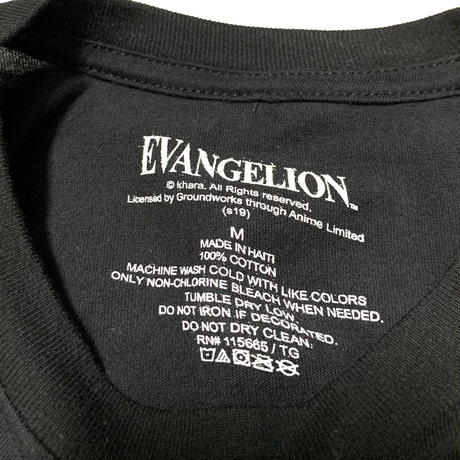 EVANGELION™
© khara. All Rights reserved.
Licensed by Groundworks through Anime Limited
(s19)
M
MADE IN HAITI
100% COTTON
MACHINE WASH COLD WITH LIKE COLORS
ONLY NON-CHLORINE BLEACH WHEN NEEDED.
TUMBLE DRY LOW.
DO NOT IRON IF DECORATED.
DO NOT DRY CLEAN.
RN# 115665 / TG